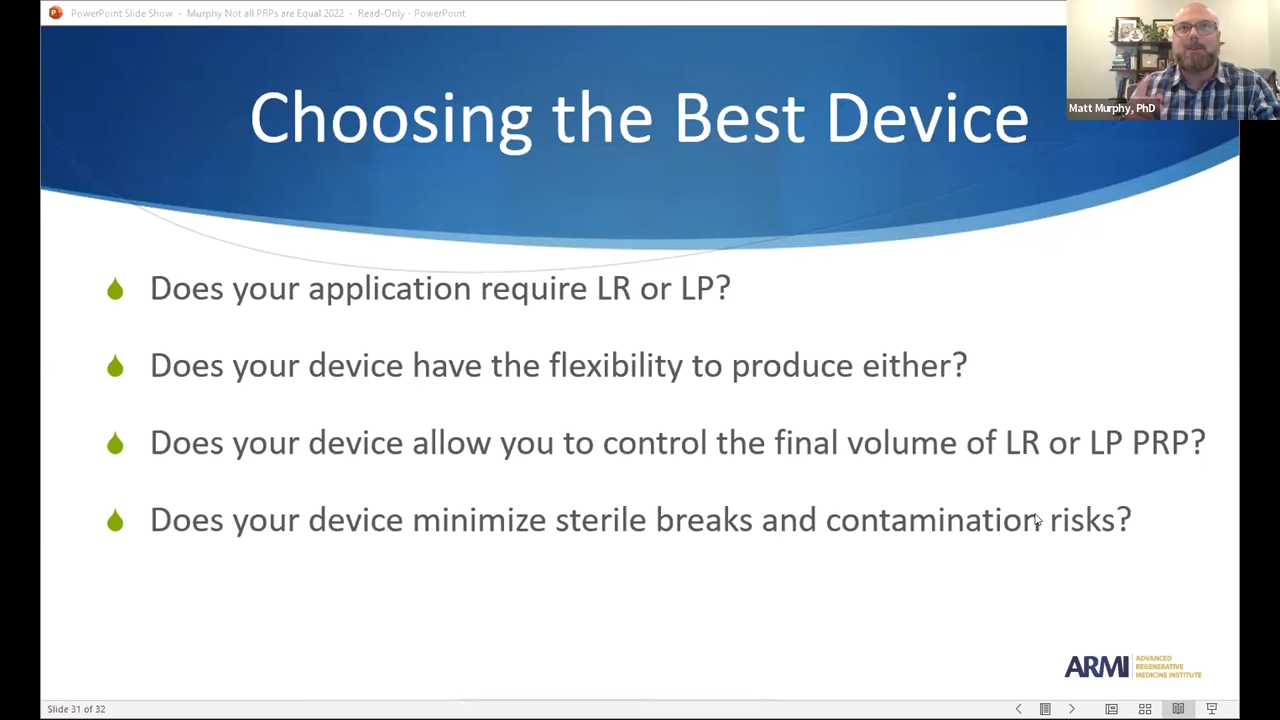 PowerPoint Slide Show - Murphy Not all PRPs are Equal 2022 - Read-Only - PowerPoint
Matt Murphy, PhD
Choosing the Best Device
Does your application require LR or LP?
Does your device have the flexibility to produce either?
Does your device allow you to control the final volume of LR or LP PRP?
Does your device minimize sterile breaks and contamination risks?
ARMI
ADVANCED
REGENERATIVE
MEDICINE INSTITUTE
Slide 31 of 32